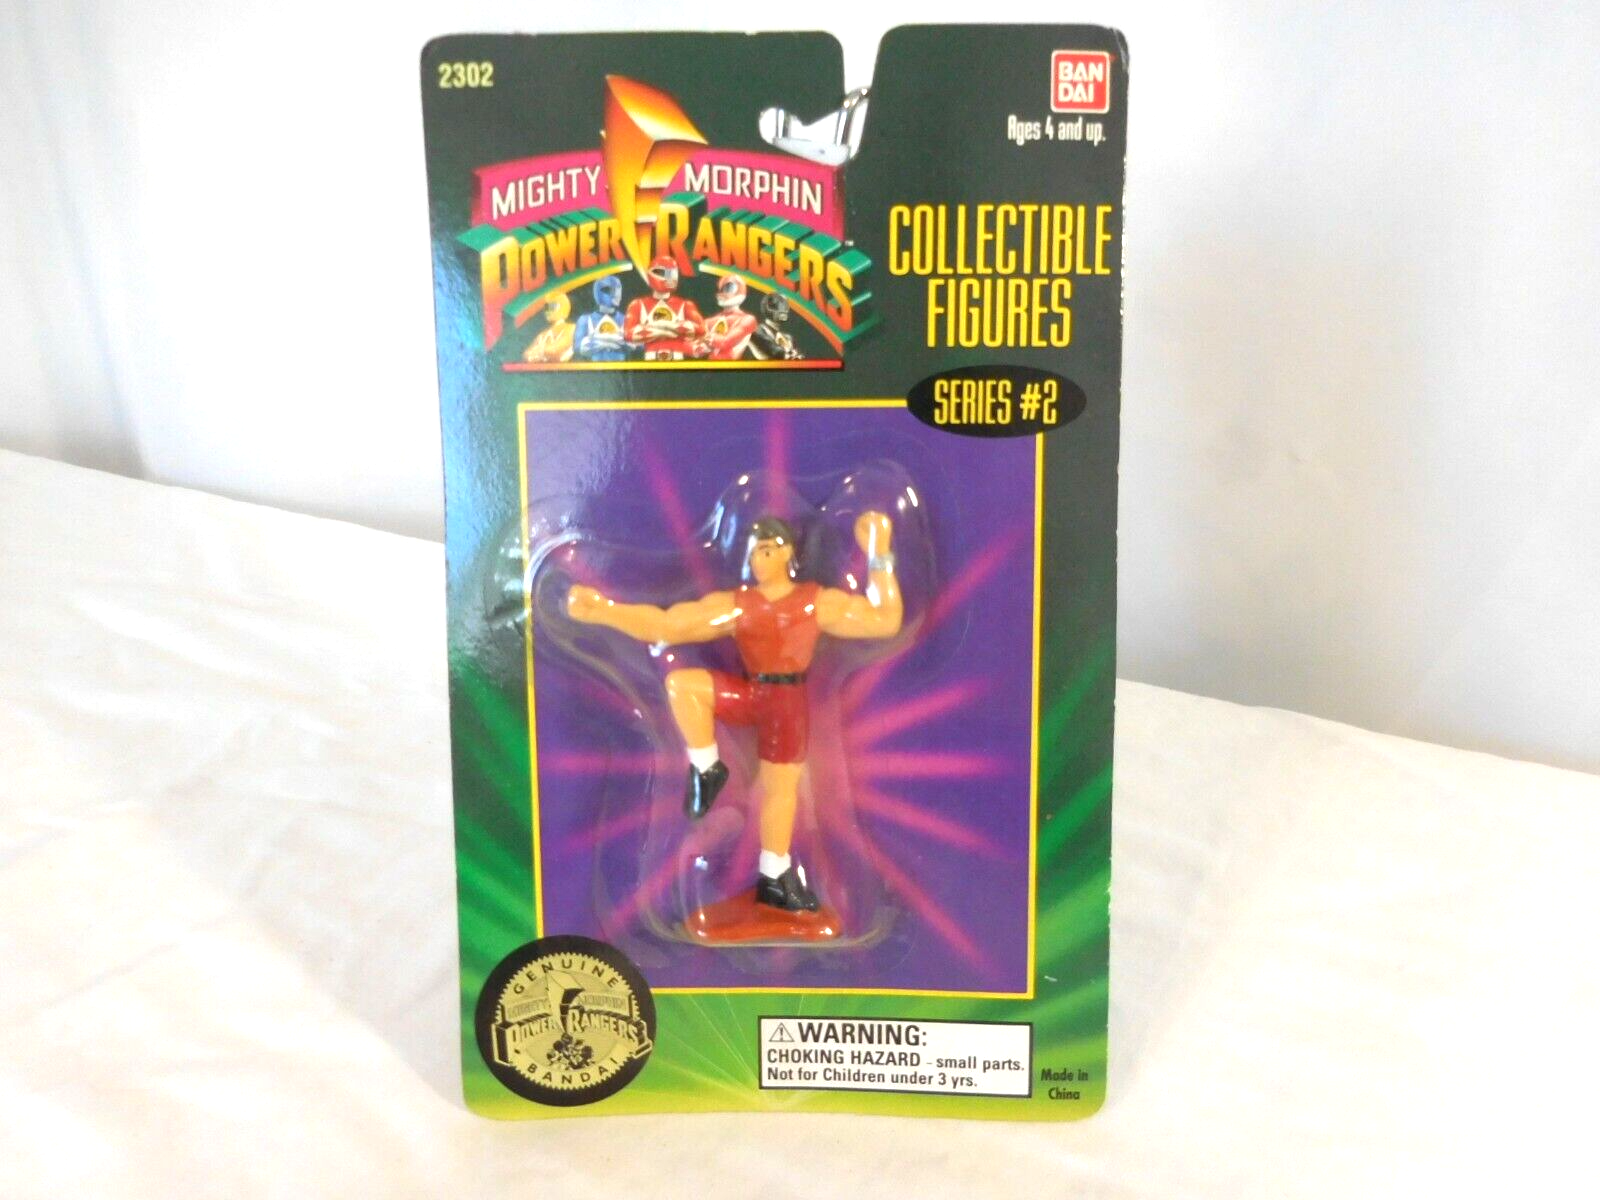 2302
BAN
DAI
Ages 4 and up.
MIGHTY MORPHIN
POWER RANGERS
™
COLLECTIBLE
FIGURES
SERIES #2
GENUINE
MIGHTY MORPHIN
POWER RANGERS
BANDAI
WARNING:
CHOKING HAZARD - small parts.
Not for Children under 3 yrs.
Made in
China